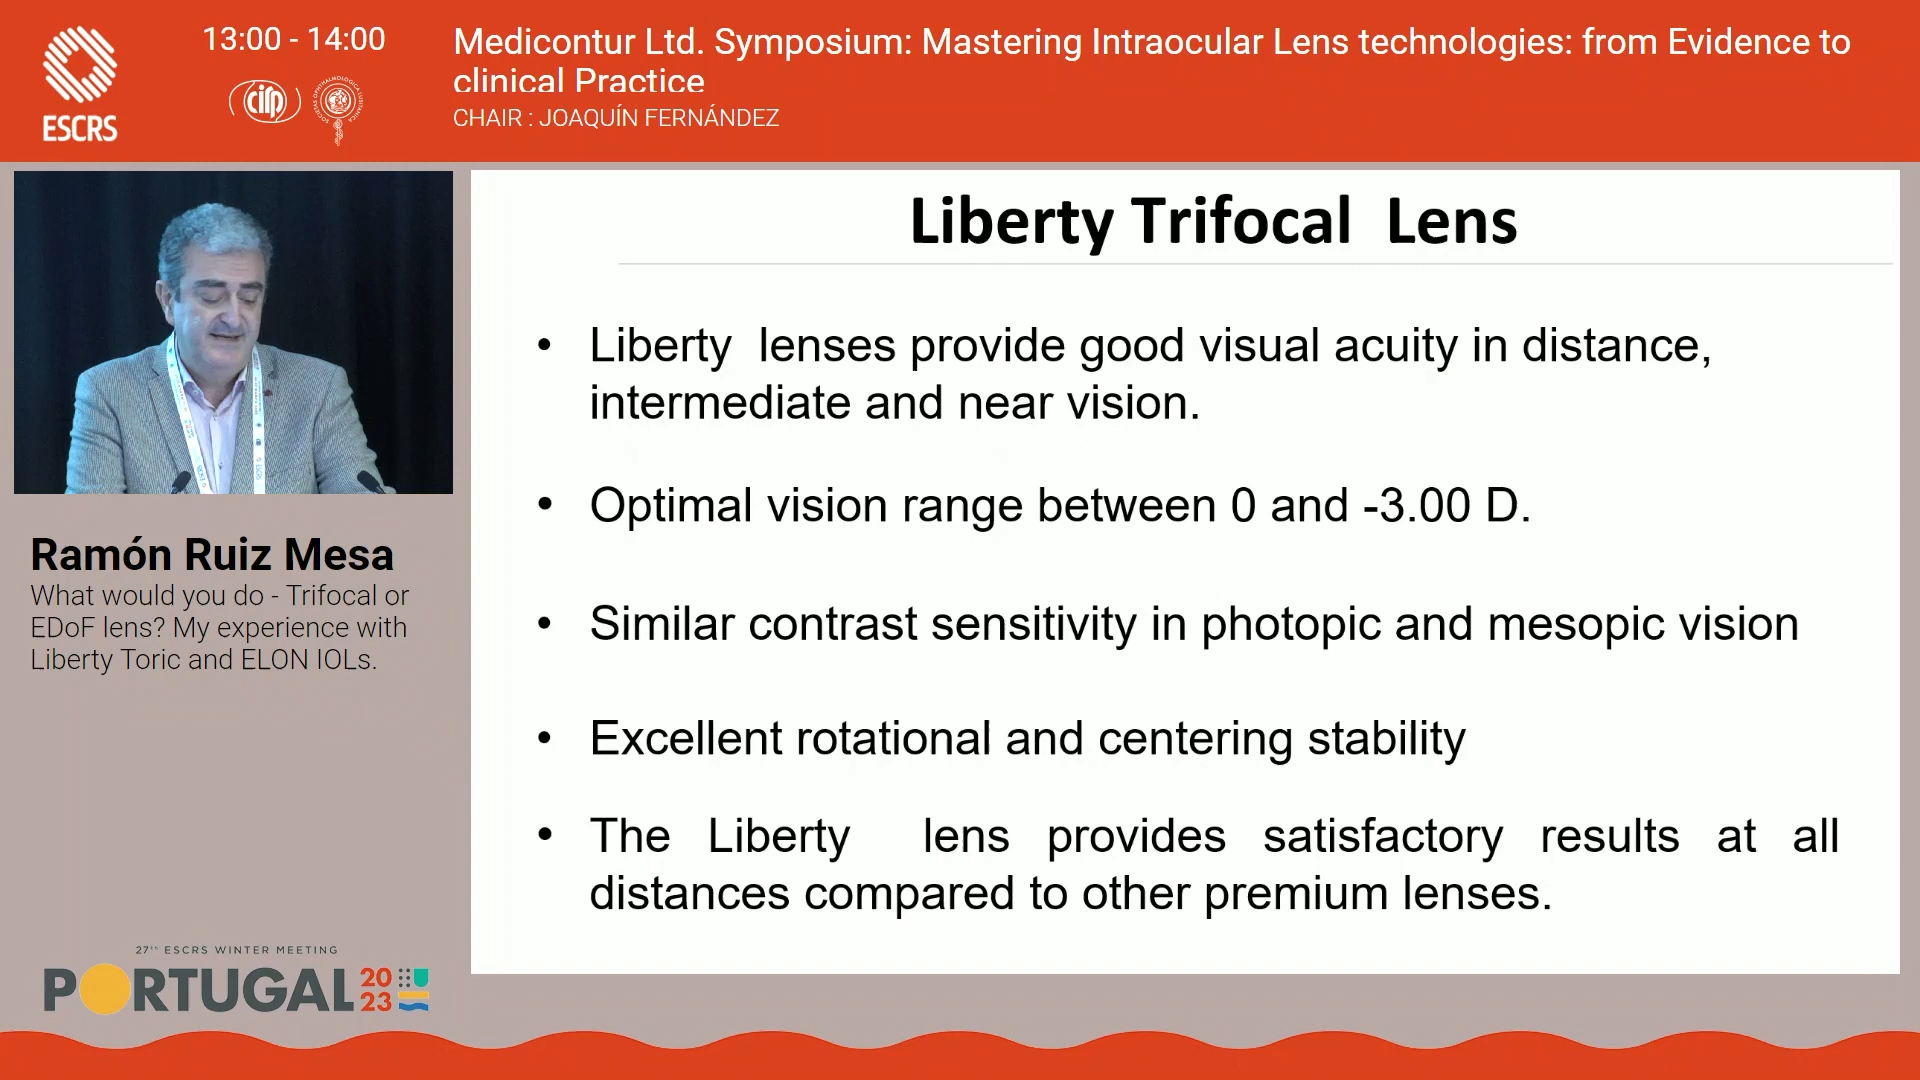 ESCRS
13:00 - 14:00
cirp
Medicontur Ltd. Symposium: Mastering Intraocular Lens technologies: from Evidence to
clinical Practice
CHAIR : JOAQUÍN FERNÁNDEZ
Liberty Trifocal Lens
• Liberty lenses provide good visual acuity in distance,
intermediate and near vision.
• Optimal vision range between 0 and -3.00 D.
• Similar contrast sensitivity in photopic and mesopic vision
• Excellent rotational and centering stability
• The Liberty lens provides satisfactory results at all
distances compared to other premium lenses.
Ramón Ruiz Mesa
What would you do - Trifocal or
EDoF lens? My experience with
Liberty Toric and ELON IOLs.
27TH ESCRS WINTER MEETING
PORTUGAL
20
23